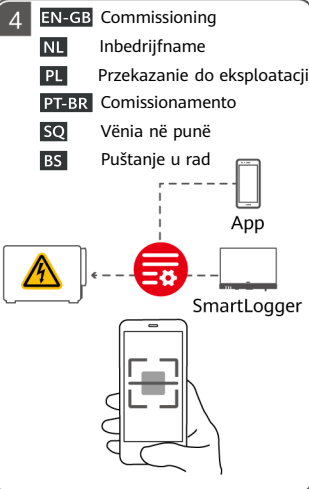 4 EN-GB Commissioning
NL Inbedrijfname
PL Przekazanie do eksploatacji
PT-BR Comissionamento
SQ Vënia në punë
BS Puštanje u rad
App
SmartLogger